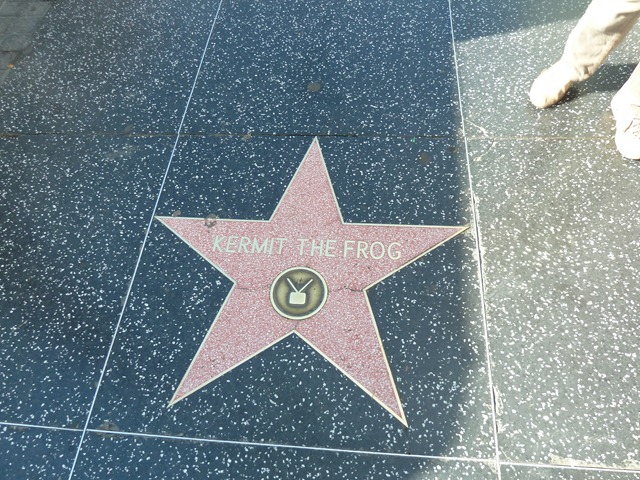 KERMIT THE FROG